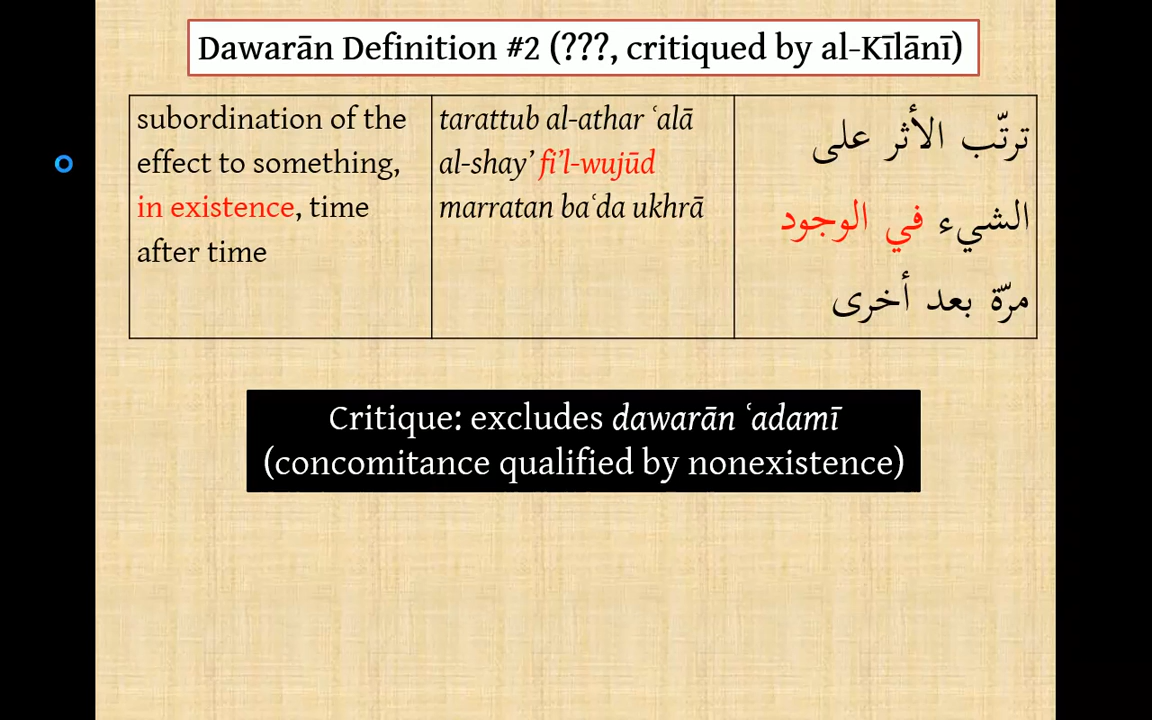 Dawarān Definition #2 (???, critiqued by al-Kīlānī)
subordination of the
effect to something,
in existence, time
after time
tarattub al-athar ʿalā
al-shay’ fi’l-wujūd
marratan baʿda ukhrā
ترتّب الأثر على
الشيء في الوجود
مرّة بعد أخرى
Critique: excludes dawarān ʿadamī
(concomitance qualified by nonexistence)